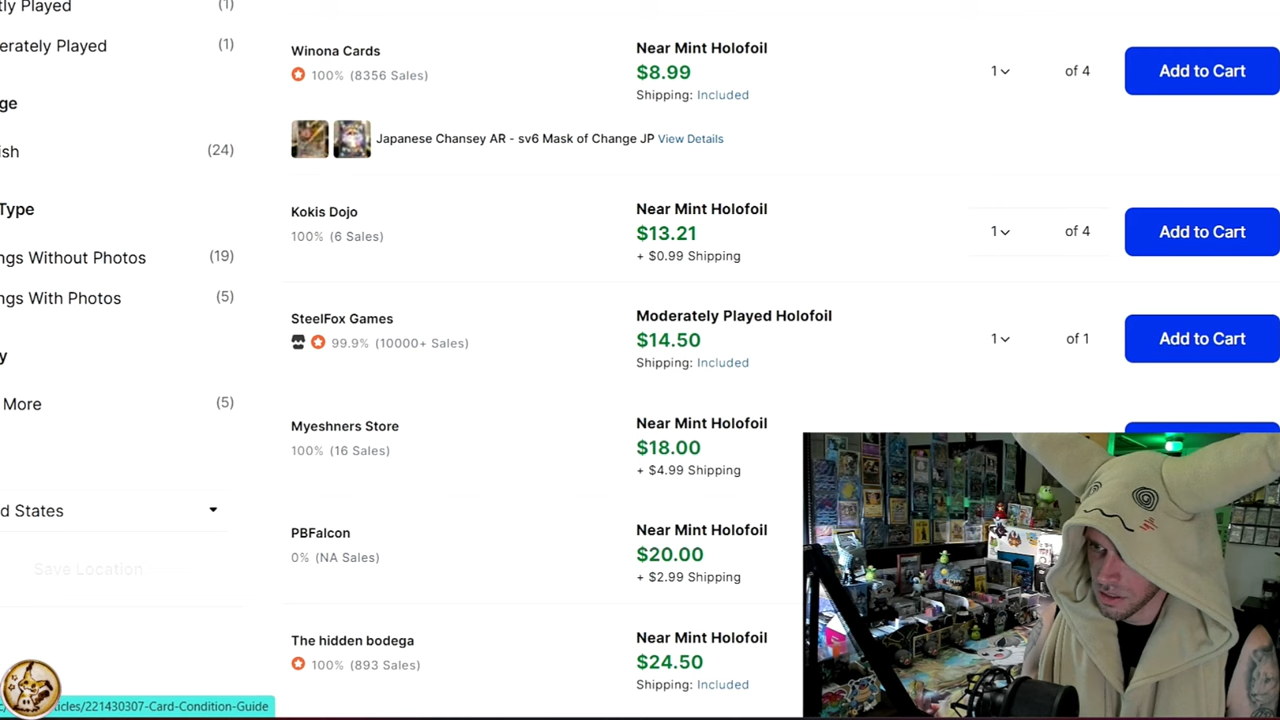 tly Played (1)
erately Played (1)
ge
ish (24)
Type
ngs Without Photos (19)
ngs With Photos (5)
y
More (5)
d States
Save Location
Winona Cards
100% (8356 Sales)
Near Mint Holofoil
$8.99
Shipping: Included
1 of 4
Add to Cart
Japanese Chansey AR - sv6 Mask of Change JP View Details
Kokis Dojo
100% (6 Sales)
Near Mint Holofoil
$13.21
+ $0.99 Shipping
1 of 4
Add to Cart
SteelFox Games
99.9% (10000+ Sales)
Moderately Played Holofoil
$14.50
Shipping: Included
1 of 1
Add to Cart
Myeshners Store
100% (16 Sales)
Near Mint Holofoil
$18.00
+ $4.99 Shipping
PBFalcon
0% (NA Sales)
Near Mint Holofoil
$20.00
+ $2.99 Shipping
The hidden bodega
100% (893 Sales)
Near Mint Holofoil
$24.50
Shipping: Included
icles/221430307-Card-Condition-Guide